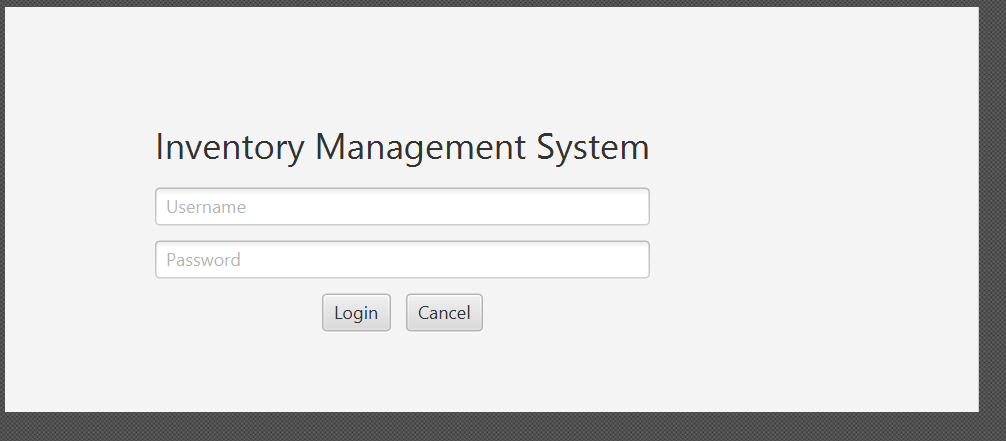 Inventory Management System
Username
Password
Login Cancel